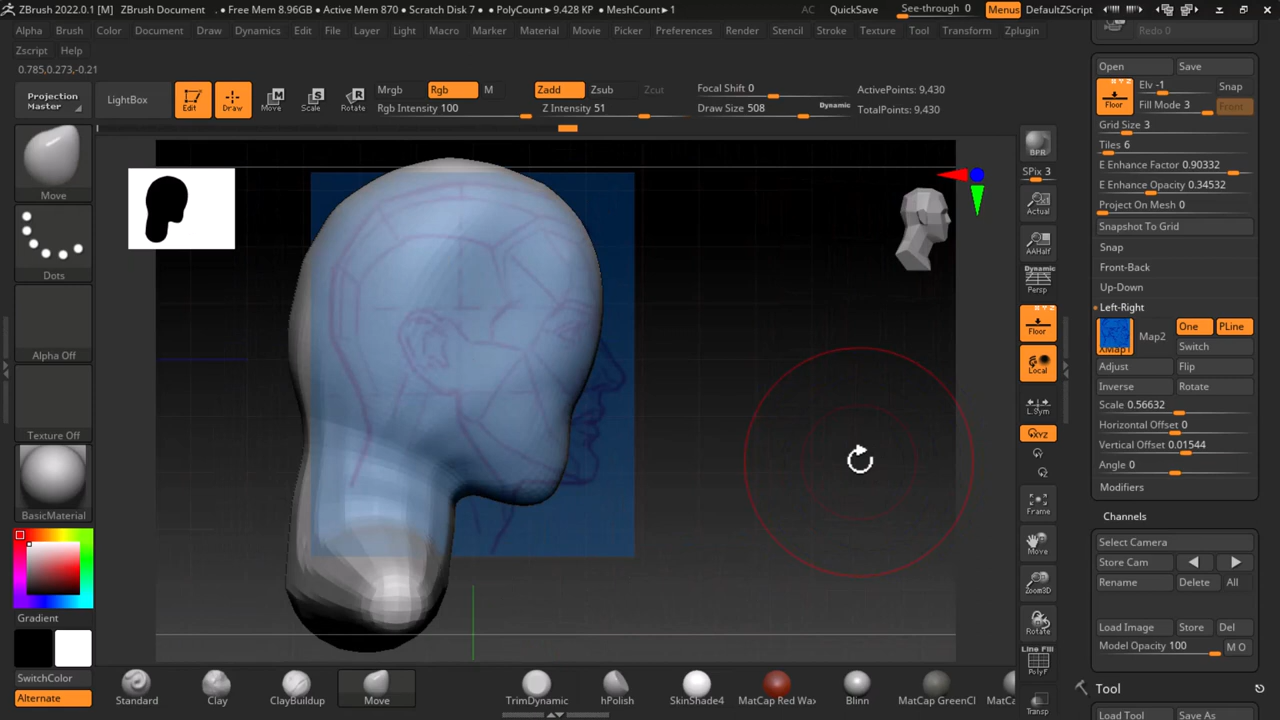 ZBrush 2022.0.1 [M] ZBrush Document . • Free Mem 8.96GB • Active Mem 870 • Scratch Disk 7 • PolyCount► 9.428 KP • MeshCount► 1 AC QuickSave See-through 0 Menus DefaultZScript
Alpha Brush Color Document Draw Dynamics Edit File Layer Light Macro Marker Material Movie Picker Preferences Render Stencil Stroke Texture Tool Transform Zplugin
Zscript Help
Redo 0
0.785,0.273,-0.21
Projection Master
LightBox
Edit
Draw
Move
Scale
Rotate
Mrgb
Rgb
M
Rgb Intensity 100
Zadd
Zsub
Zcut
Z Intensity 51
Focal Shift 0
Draw Size 508
Dynamic
ActivePoints: 9,430
TotalPoints: 9,430
Move
Dots
Alpha Off
Texture Off
BasicMaterial
Gradient
SwitchColor
Alternate
BPR
SPix 3
Actual
AAHalf
Dynamic
Persp
Floor
Local
L.Sym
XYZ
Frame
Move
Zoom3D
Rotate
Line Fill
PolyF
Transp
Open Save
Floor
Elv -1
Snap
Fill Mode 3
Front
Grid Size 3
Tiles 6
E Enhance Factor 0.90332
E Enhance Opacity 0.34532
Project On Mesh 0
Snapshot To Grid
Snap
Front-Back
Up-Down
Left-Right
Map2
One
PLine
Switch
Adjust Flip
Inverse Rotate
Scale 0.56632
Horizontal Offset 0
Vertical Offset 0.01544
Angle 0
Modifiers
Channels
Select Camera
Store Cam
Rename Delete All
Load Image Store Del
Model Opacity 100 M O
Tool
Load Tool Save As
Standard Clay ClayBuildup Move TrimDynamic hPolish SkinShade4 MatCap Red Wax Blinn MatCap GreenCl MatCa